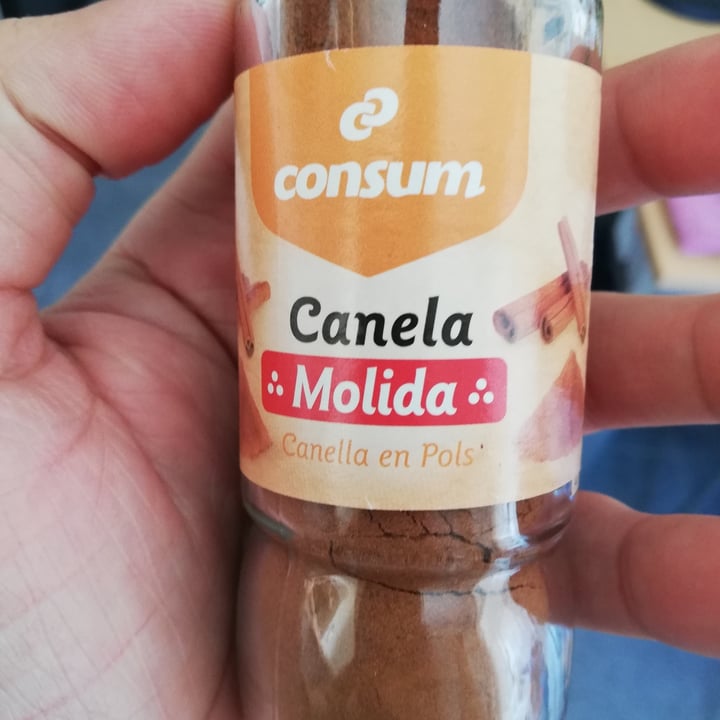 consum
Canela
Molida
Canella en Pols